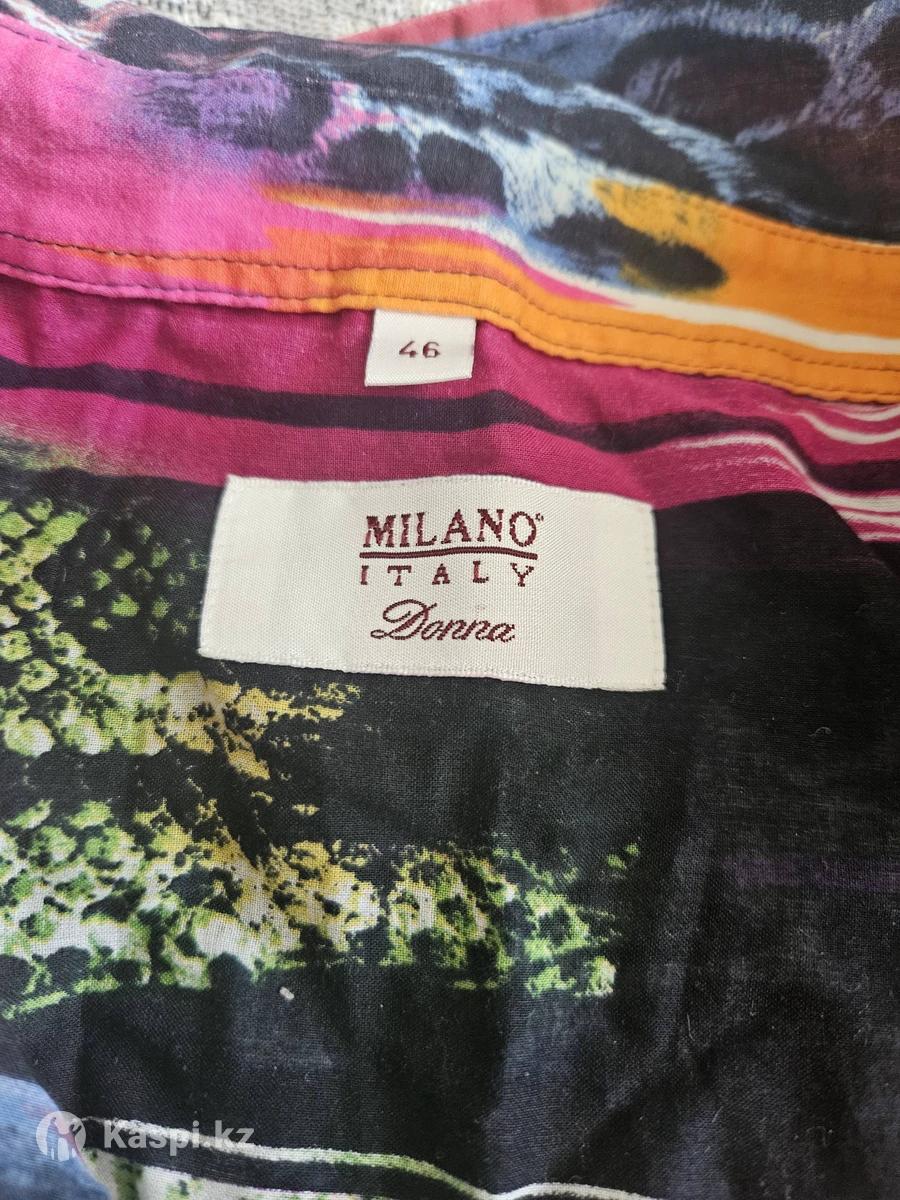 46
MILANO®
ITALY
Donna
Kaspi.kz